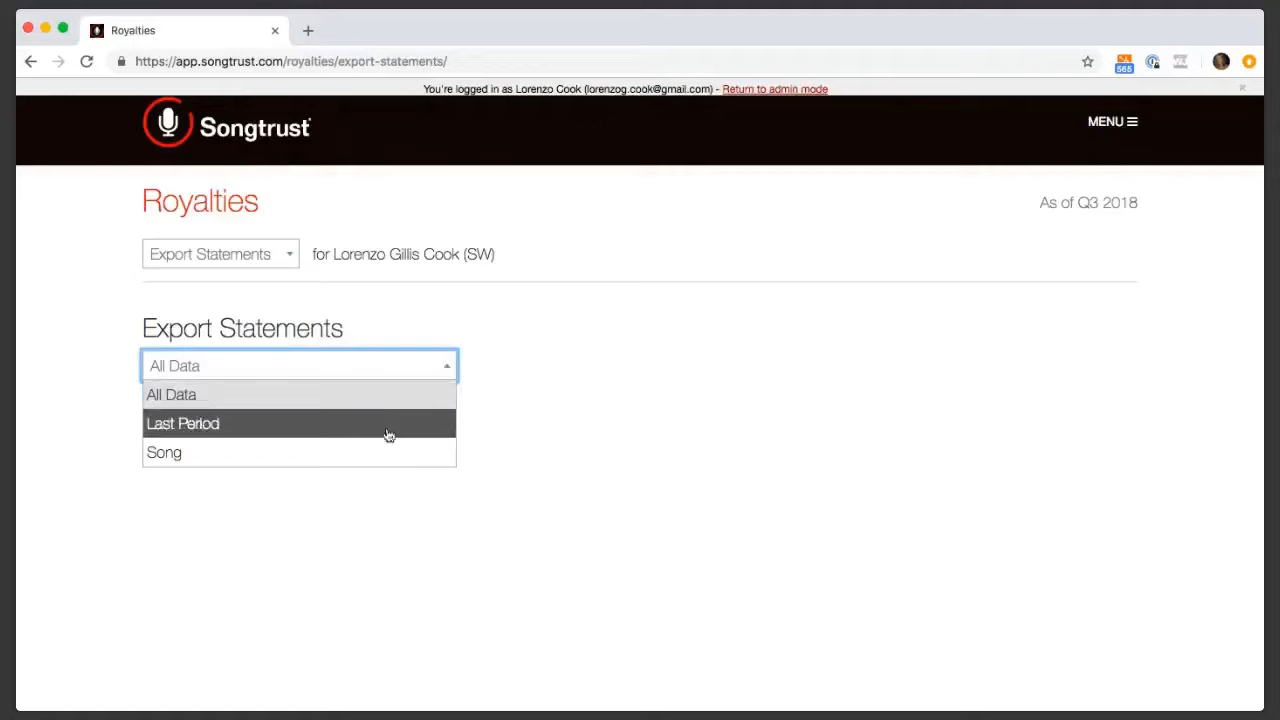 Royalties
https://app.songtrust.com/royalties/export-statements/
565
You're logged in as Lorenzo Cook (lorenzog.cook@gmail.com) - Return to admin mode
Songtrust
MENU
Royalties
As of Q3 2018
Export Statements for Lorenzo Gillis Cook (SW)
Export Statements
All Data
All Data
Last Period
Song